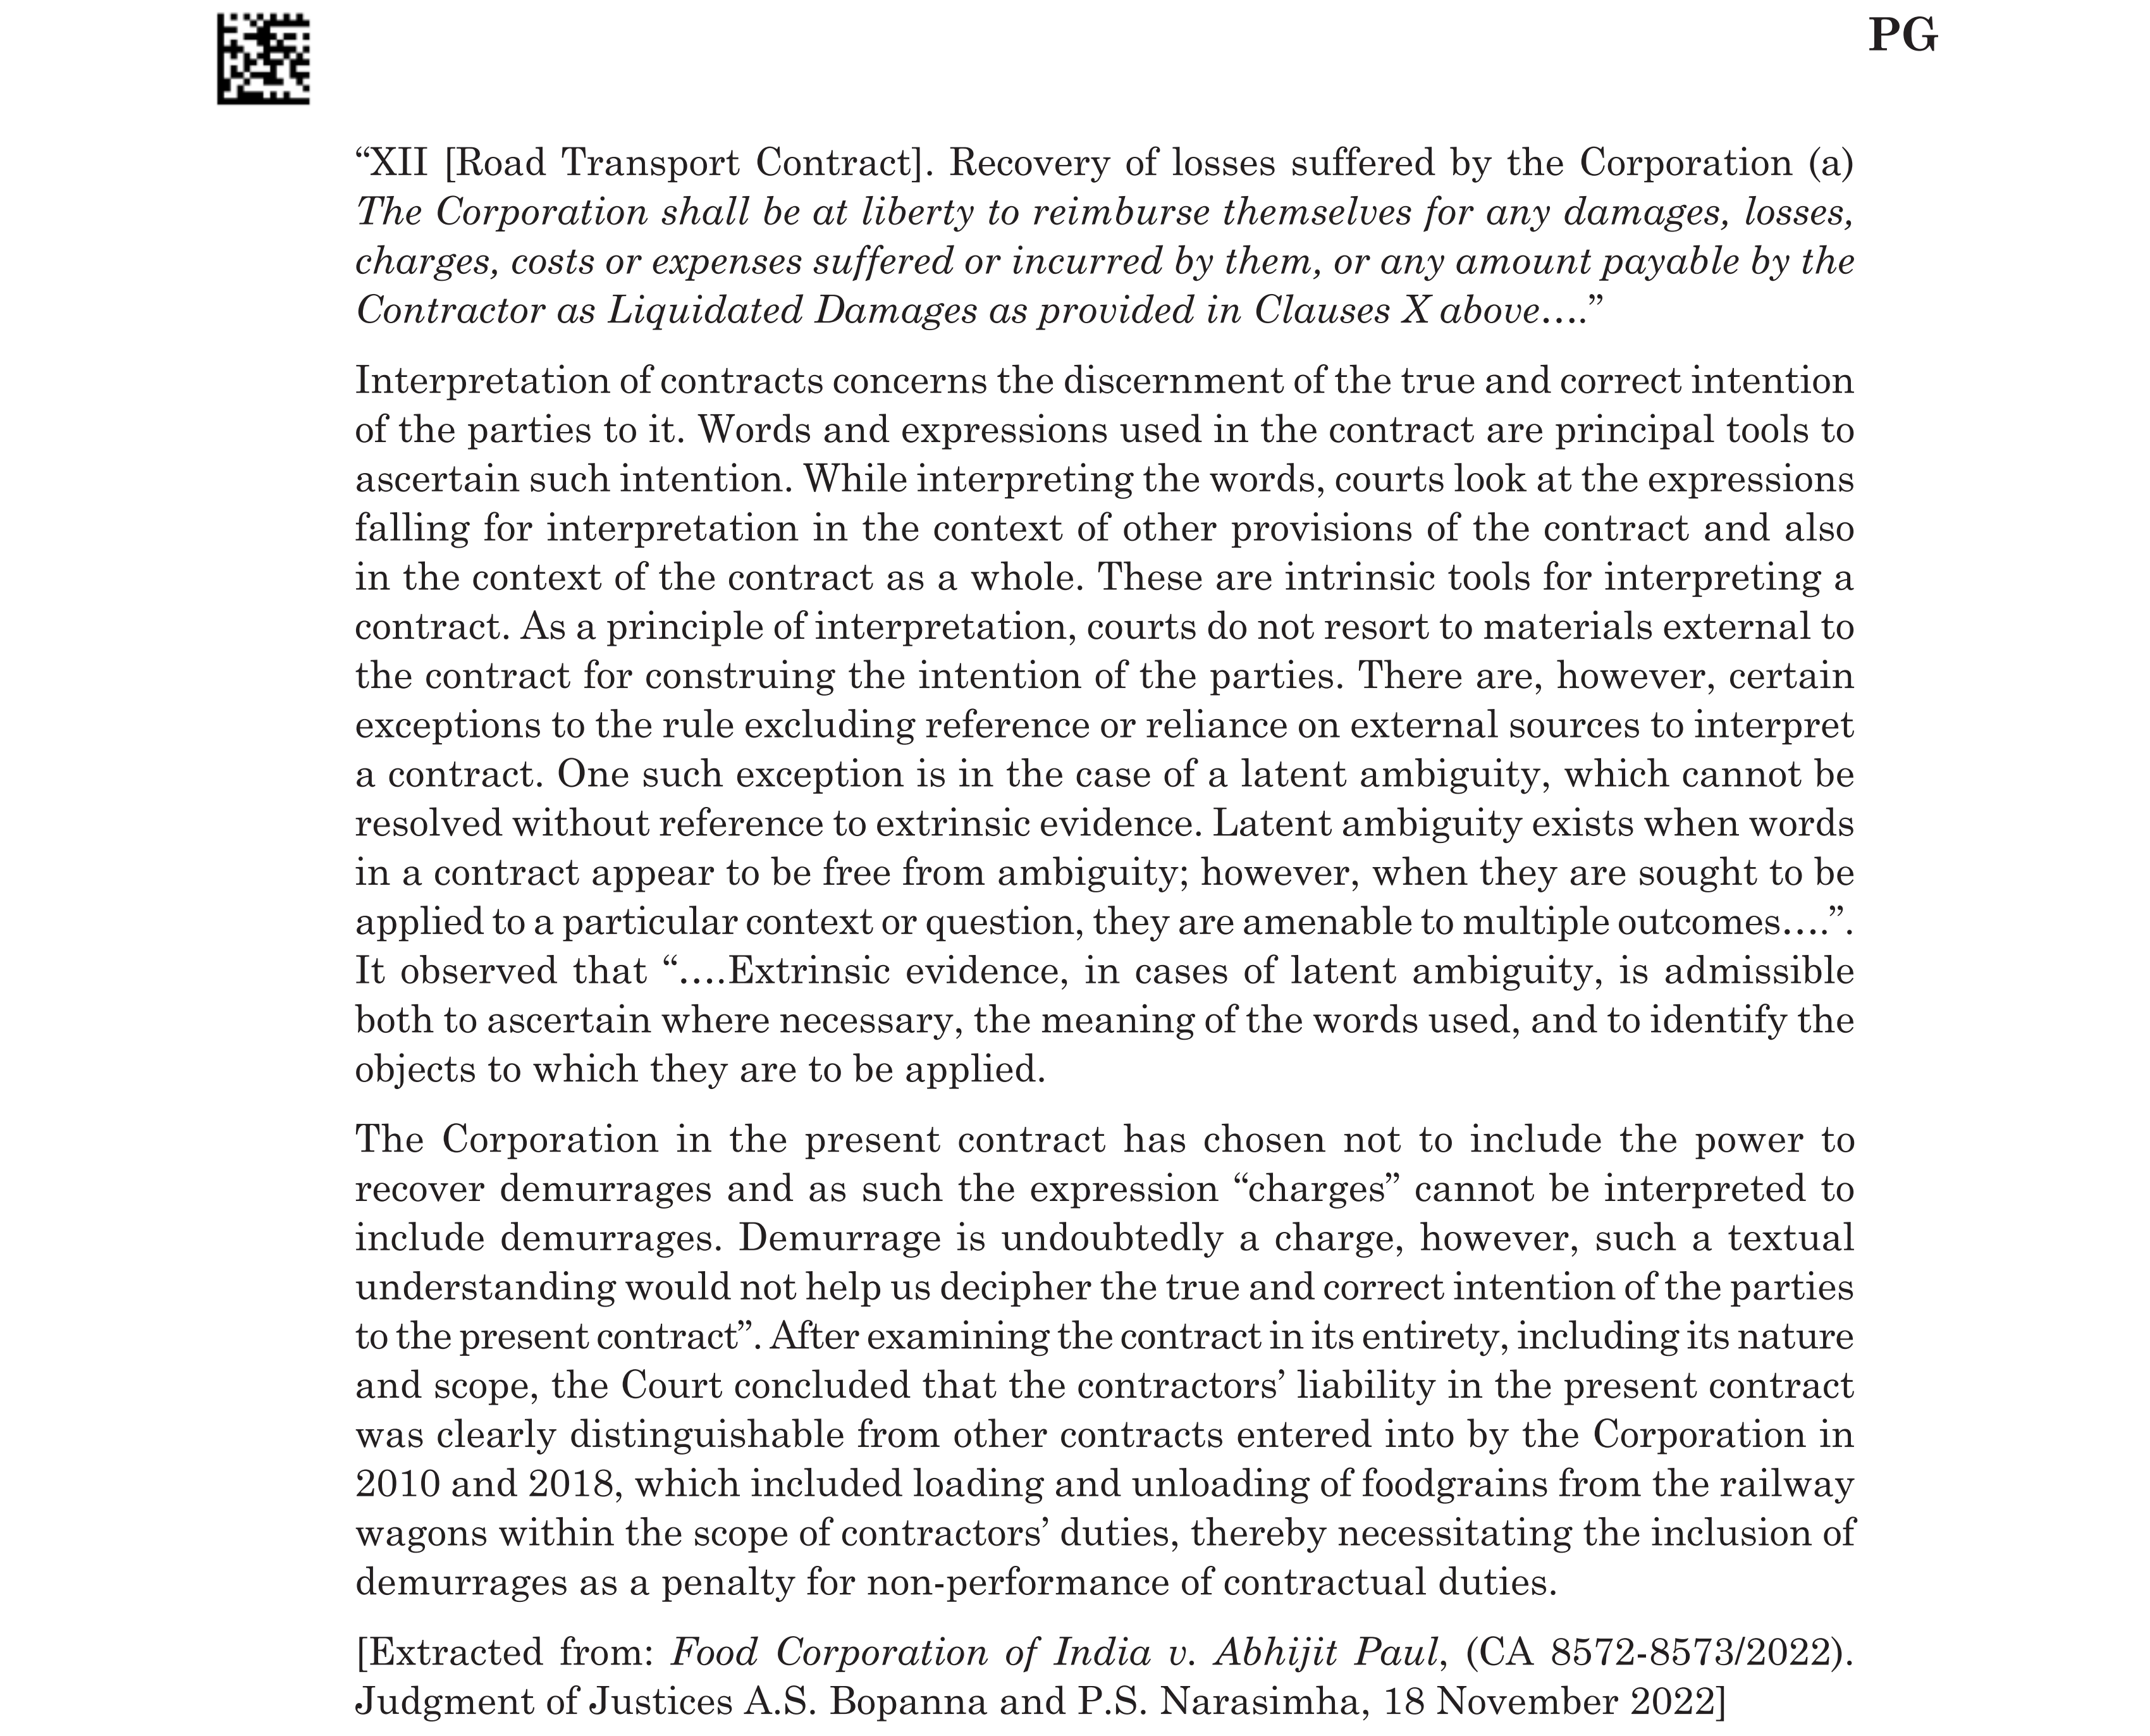 PG
“XII [Road Transport Contract]. Recovery of losses suffered by the Corporation (a)
The Corporation shall be at liberty to reimburse themselves for any damages, losses,
charges, costs or expenses suffered or incurred by them, or any amount payable by the
Contractor as Liquidated Damages as provided in Clauses X above....”
Interpretation of contracts concerns the discernment of the true and correct intention
of the parties to it. Words and expressions used in the contract are principal tools to
ascertain such intention. While interpreting the words, courts look at the expressions
falling for interpretation in the context of other provisions of the contract and also
in the context of the contract as a whole. These are intrinsic tools for interpreting a
contract. As a principle of interpretation, courts do not resort to materials external to
the contract for construing the intention of the parties. There are, however, certain
exceptions to the rule excluding reference or reliance on external sources to interpret
a contract. One such exception is in the case of a latent ambiguity, which cannot be
resolved without reference to extrinsic evidence. Latent ambiguity exists when words
in a contract appear to be free from ambiguity; however, when they are sought to be
applied to a particular context or question, they are amenable to multiple outcomes....”.
It observed that “....Extrinsic evidence, in cases of latent ambiguity, is admissible
both to ascertain where necessary, the meaning of the words used, and to identify the
objects to which they are to be applied.
The Corporation in the present contract has chosen not to include the power to
recover demurrages and as such the expression “charges” cannot be interpreted to
include demurrages. Demurrage is undoubtedly a charge, however, such a textual
understanding would not help us decipher the true and correct intention of the parties
to the present contract”. After examining the contract in its entirety, including its nature
and scope, the Court concluded that the contractors’ liability in the present contract
was clearly distinguishable from other contracts entered into by the Corporation in
2010 and 2018, which included loading and unloading of foodgrains from the railway
wagons within the scope of contractors’ duties, thereby necessitating the inclusion of
demurrages as a penalty for non-performance of contractual duties.
[Extracted from: Food Corporation of India v. Abhijit Paul, (CA 8572-8573/2022).
Judgment of Justices A.S. Bopanna and P.S. Narasimha, 18 November 2022]